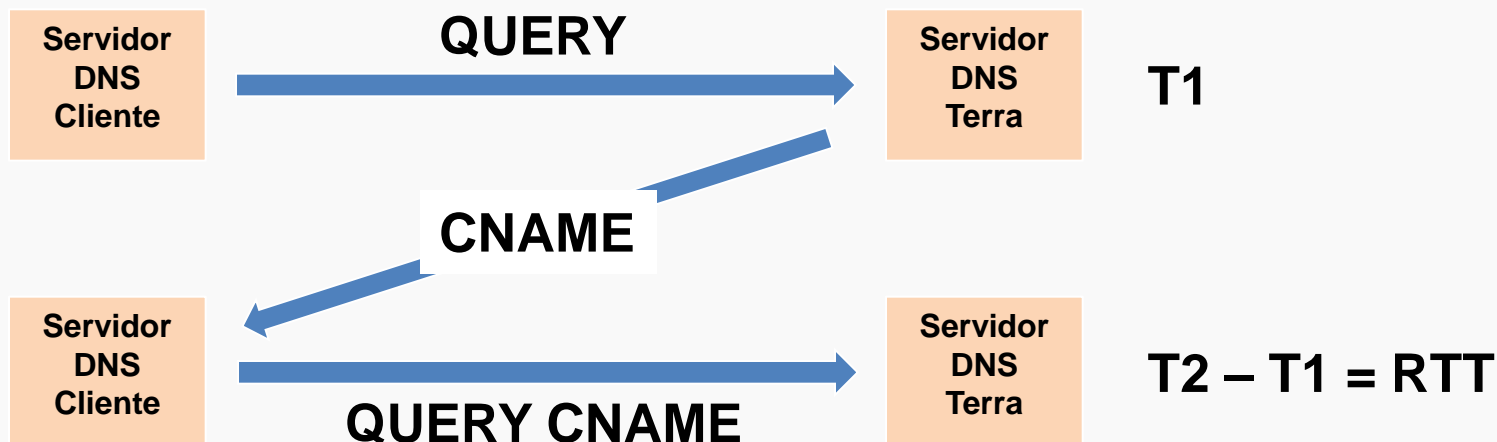 Servidor
DNS
Cliente
QUERY
Servidor
DNS
Terra
T1
CNAME
Servidor
DNS
Cliente
QUERY CNAME
Servidor
DNS
Terra
T2 – T1 = RTT